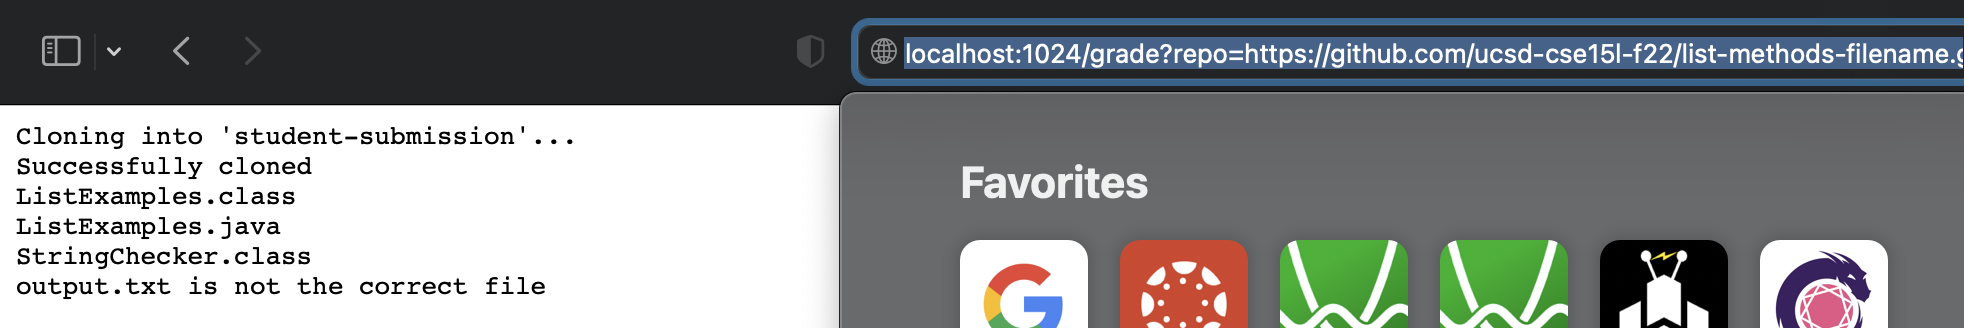 localhost:1024/grade?repo=https://github.com/ucsd-cse15l-f22/list-methods-filename.g
Cloning into 'student-submission'...
Successfully cloned
ListExamples.class
ListExamples.java
StringChecker.class
output.txt is not the correct file
Favorites